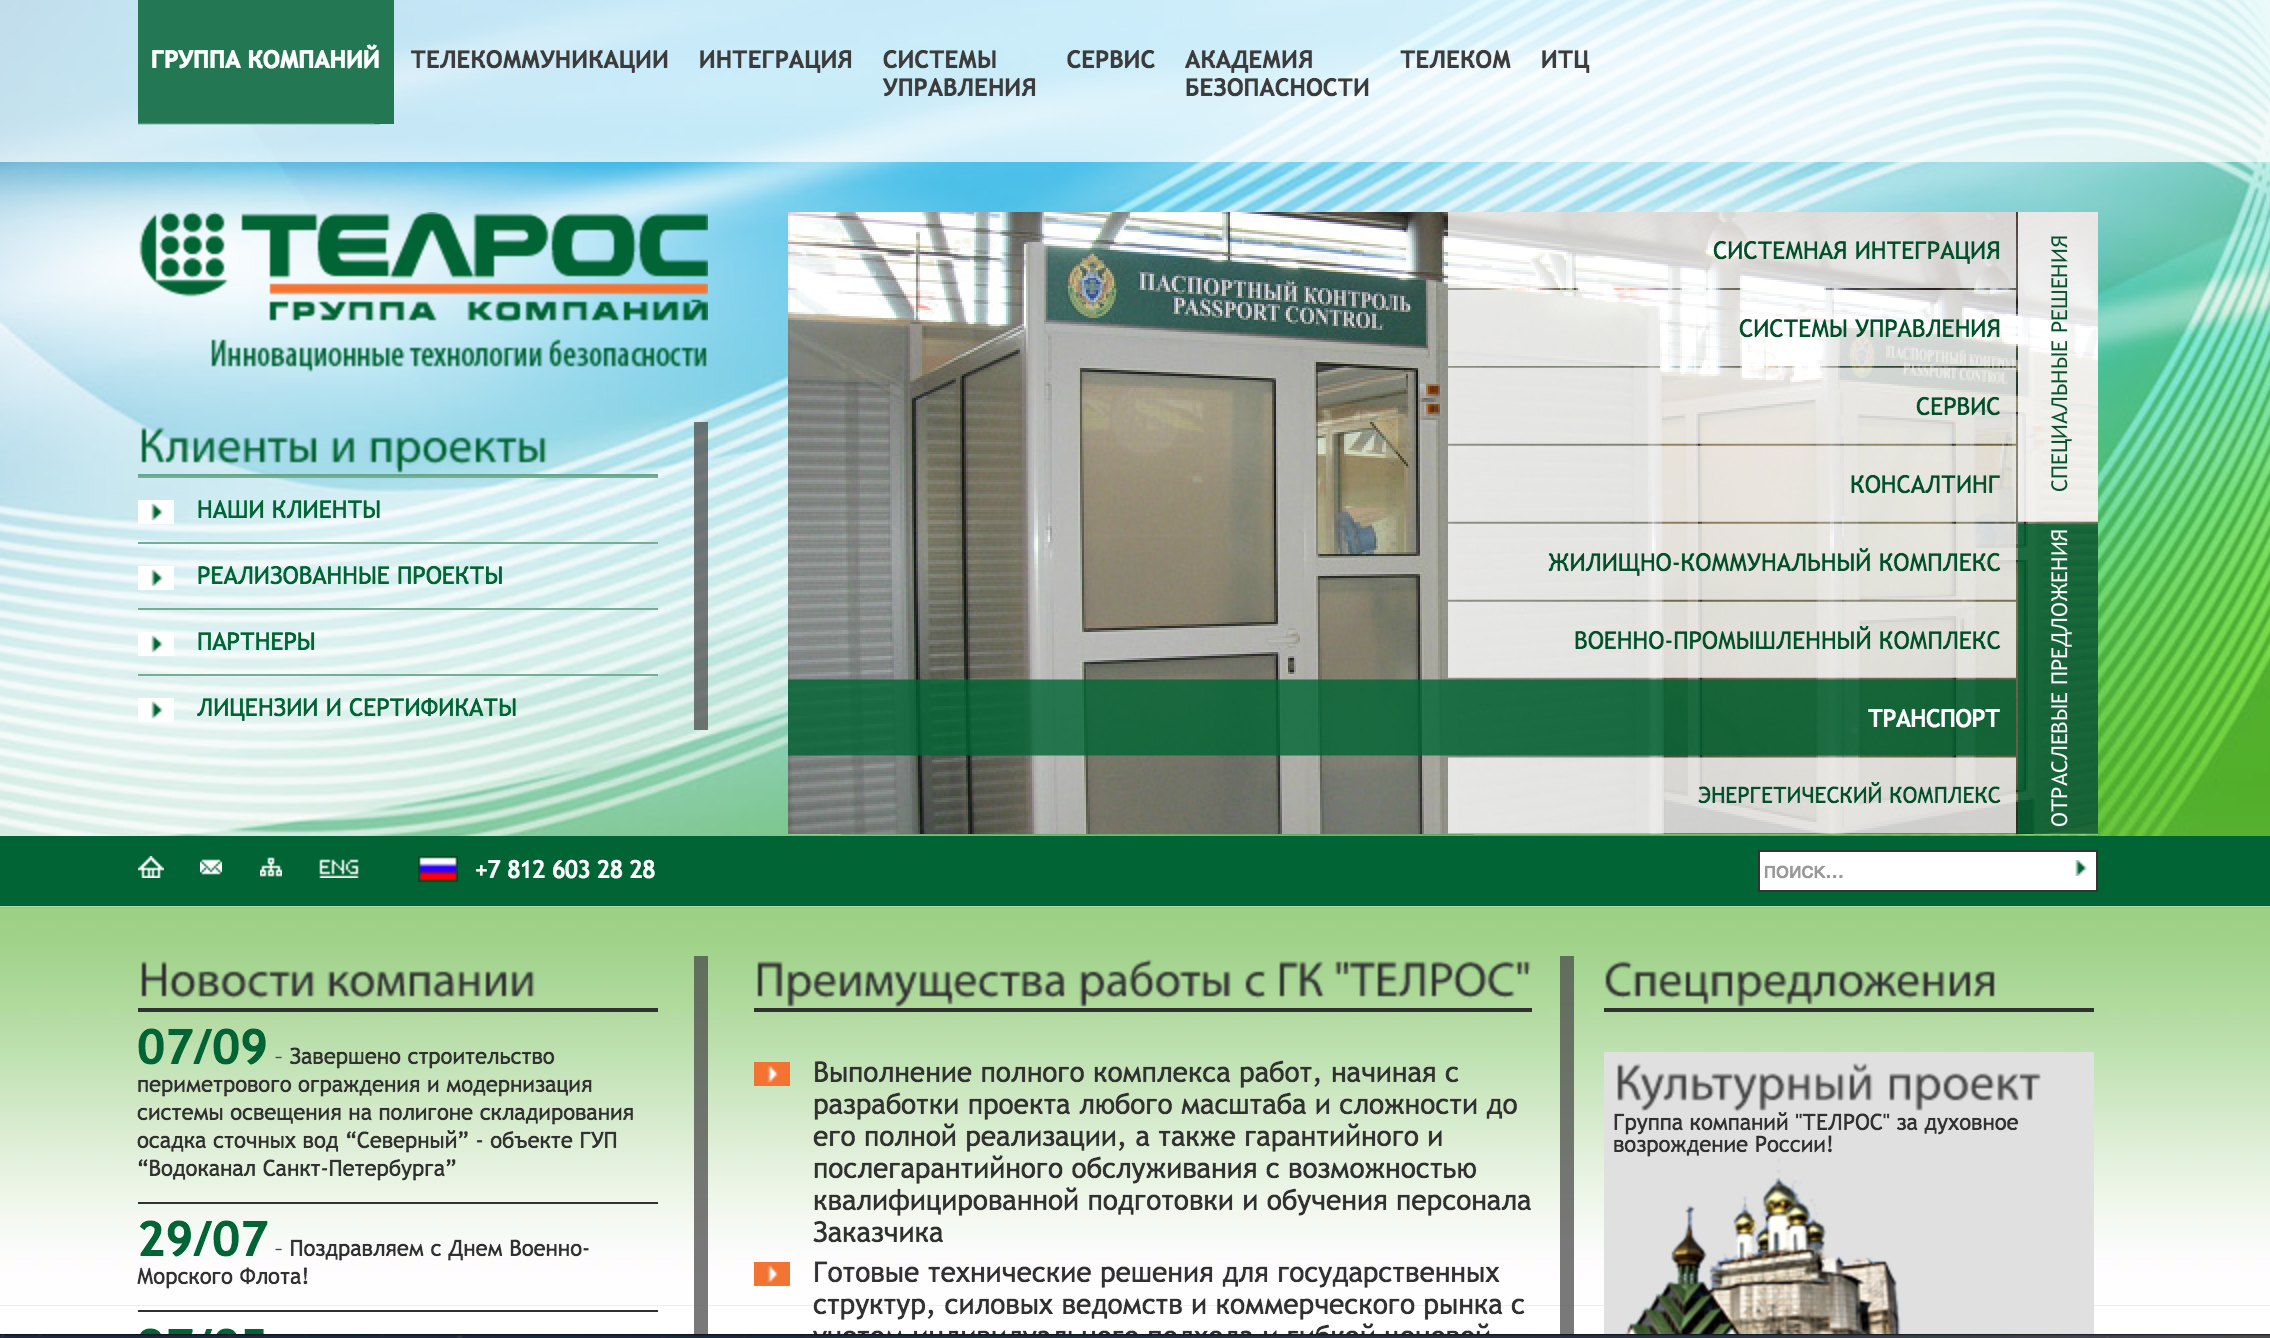 ГРУППА КОМПАНИЙ
ТЕЛЕКОММУНИКАЦИИ
ИНТЕГРАЦИЯ
СИСТЕМЫ
УПРАВЛЕНИЯ
СЕРВИС
АКАДЕМИЯ
БЕЗОПАСНОСТИ
ТЕЛЕКОМ
ИТЦ
ТЕЛРОС
ГРУППА КОМПАНИЙ
Инновационные технологии безопасности
Клиенты и проекты
НАШИ КЛИЕНТЫ
РЕАЛИЗОВАННЫЕ ПРОЕКТЫ
ПАРТНЕРЫ
ЛИЦЕНЗИИ И СЕРТИФИКАТЫ
ПАСПОРТНЫЙ КОНТРОЛЬ
PASSPORT CONTROL
СИСТЕМНАЯ ИНТЕГРАЦИЯ
СИСТЕМЫ УПРАВЛЕНИЯ
ПАСПОРТНЫЙ КОНТРОЛЬ
PASSPORT CONTROL
СЕРВИС
КОНСАЛТИНГ
ЖИЛИЩНО-КОММУНАЛЬНЫЙ КОМПЛЕКС
ВОЕННО-ПРОМЫШЛЕННЫЙ КОМПЛЕКС
ТРАНСПОРТ
ЭНЕРГЕТИЧЕСКИЙ КОМПЛЕКС
СПЕЦИАЛЬНЫЕ РЕШЕНИЯ
ОТРАСЛЕВЫЕ ПРЕДЛОЖЕНИЯ
ENG
+7 812 603 28 28
поиск...
Новости компании
07/09 – Завершено строительство
периметрового ограждения и модернизация
системы освещения на полигоне складирования
осадка сточных вод “Северный” - объекте ГУП
“Водоканал Санкт-Петербурга”
29/07 – Поздравляем с Днем Военно-
Морского Флота!
Преимущества работы с ГК "ТЕЛРОС"
Выполнение полного комплекса работ, начиная с
разработки проекта любого масштаба и сложности до
его полной реализации, а также гарантийного и
послегарантийного обслуживания с возможностью
квалифицированной подготовки и обучения персонала
Заказчика
Готовые технические решения для государственных
структур, силовых ведомств и коммерческого рынка с
Спецпредложения
Культурный проект
Группа компаний "ТЕЛРОС" за духовное
возрождение России!